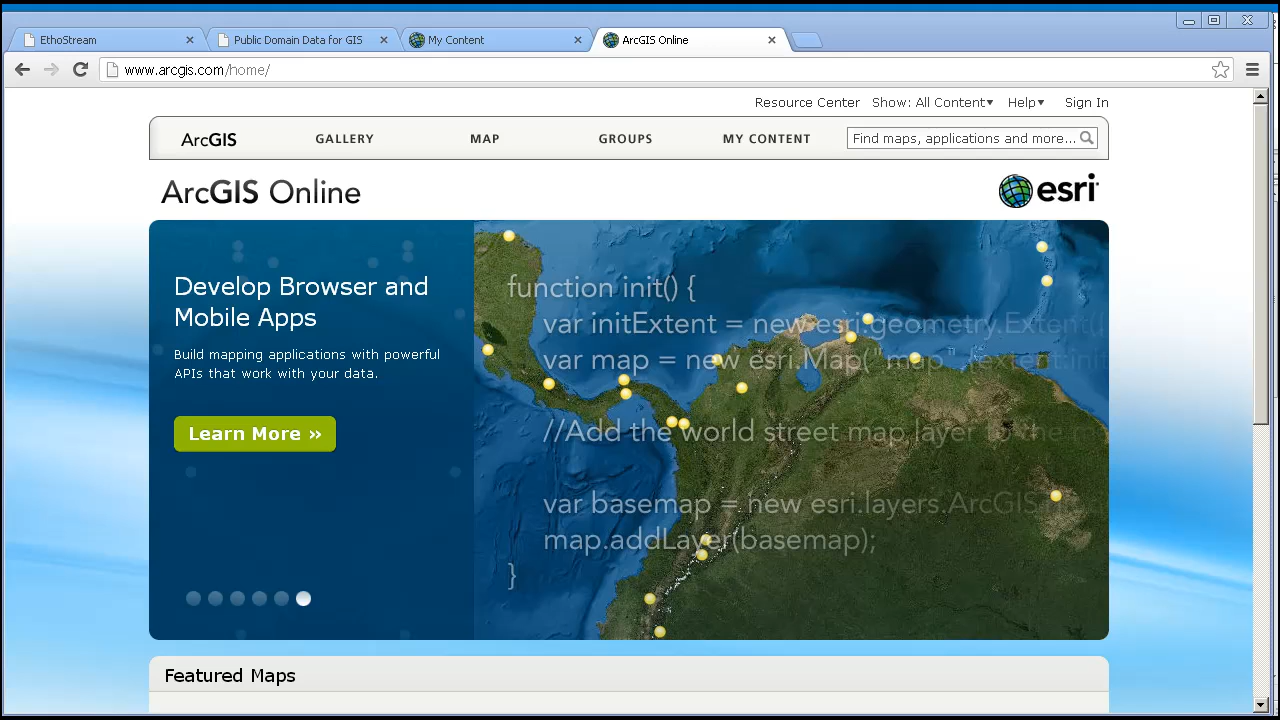 EthoStream
Public Domain Data for GIS
My Content
ArcGIS Online
www.arcgis.com/home/
Resource Center Show: All Content Help Sign In
ArcGIS GALLERY MAP GROUPS MY CONTENT Find maps, applications and more...
ArcGIS Online
esri
Develop Browser and
Mobile Apps
Build mapping applications with powerful
APIs that work with your data.
Learn More »
function init() {
var initExtent = new esri.geometry.Extent(
var map = new esri.Map("map", {extent:init
//Add the world street map layer to the m
var basemap = new esri.layers.ArcGIS
map.addLayer(basemap);
}
Featured Maps